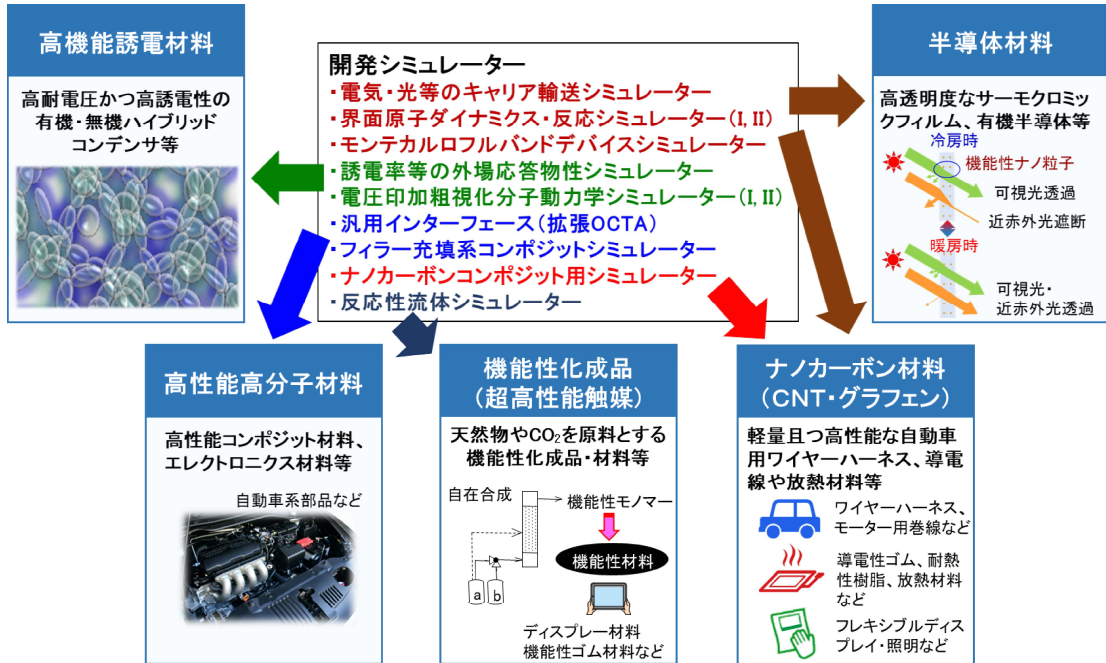 高機能誘電材料
高耐電圧かつ高誘電性の
有機・無機ハイブリッド
コンデンサ等
開発シミュレーター
・電気・光等のキャリア輸送シミュレーター
・界面原子ダイナミクス・反応シミュレーター(I, II)
・モンテカルロフルバンドデバイスシミュレーター
・誘電率等の外場応答物性シミュレーター
・電圧印加粗視化分子動力学シミュレーター(I, II)
・汎用インターフェース(拡張OCTA)
・フィラー充填系コンポジットシミュレーター
・ナノカーボンコンポジット用シミュレーター
・反応性流体シミュレーター
半導体材料
高透明度なサーモクロミッ
クフィルム、有機半導体等
冷房時
機能性ナノ粒子
可視光透過
近赤外光遮断
暖房時
可視光・
近赤外光透過
高性能高分子材料
高性能コンポジット材料、
エレクトロニクス材料等
自動車系部品など
機能性化成品
(超高性能触媒)
天然物やCO₂を原料とする
機能性化成品・材料等
自在合成
機能性モノマー
機能性材料
a
b
ディスプレー材料
機能性ゴム材料など
ナノカーボン材料
(CNT・グラフェン)
軽量且つ高性能な自動車
用ワイヤーハーネス、導電
線や放熱材料等
ワイヤーハーネス、
モーター用巻線など
導電性ゴム、耐熱
性樹脂、放熱材料
など
フレキシブルディス
プレイ・照明など